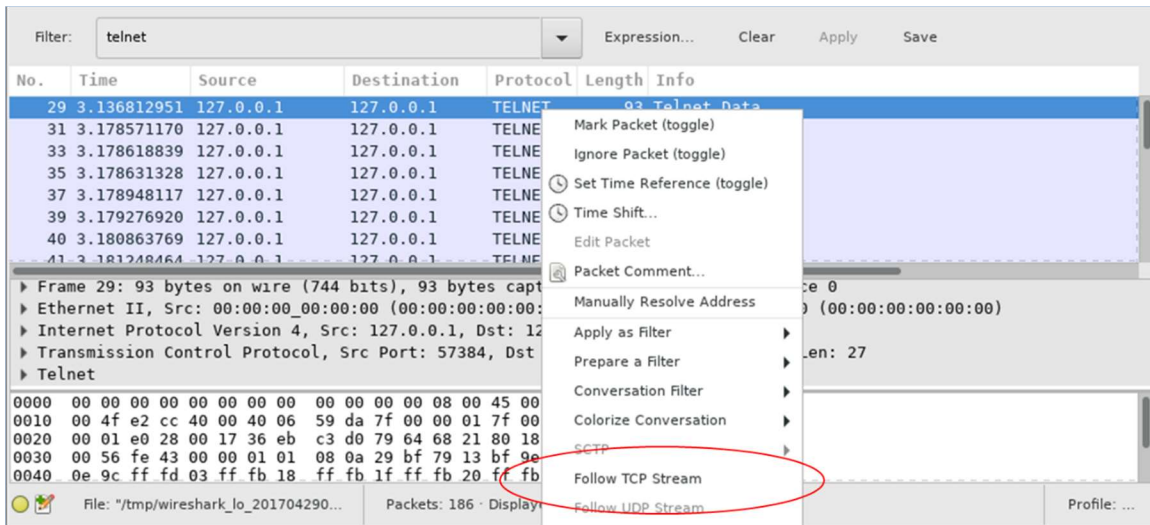 Filter: telnet Expression... Clear Apply Save
No. Time Source Destination Protocol Length Info
29 3.136812951 127.0.0.1 127.0.0.1 TELNET 93 Telnet Data
31 3.178571170 127.0.0.1 127.0.0.1 TELNE
33 3.178618839 127.0.0.1 127.0.0.1 TELNE
35 3.178631328 127.0.0.1 127.0.0.1 TELNE
37 3.178948117 127.0.0.1 127.0.0.1 TELNE
39 3.179276920 127.0.0.1 127.0.0.1 TELNE
40 3.180863769 127.0.0.1 127.0.0.1 TELNE
41 3.181248464 127.0.0.1 127.0.0.1 TELNE
Mark Packet (toggle)
Ignore Packet (toggle)
Set Time Reference (toggle)
Time Shift...
Edit Packet
Packet Comment...
Manually Resolve Address
Apply as Filter
Prepare a Filter
Conversation Filter
Colorize Conversation
SCTP
Follow TCP Stream
Follow UDP Stream
Frame 29: 93 bytes on wire (744 bits), 93 bytes capt ce 0
Ethernet II, Src: 00:00:00_00:00:00 (00:00:00:00:00: (00:00:00:00:00:00)
Internet Protocol Version 4, Src: 127.0.0.1, Dst: 12
Transmission Control Protocol, Src Port: 57384, Dst Len: 27
Telnet
0000 00 00 00 00 00 00 00 00 00 00 00 00 08 00 45 00
0010 00 4f e2 cc 40 00 40 06 59 da 7f 00 00 01 7f 00
0020 00 01 e0 28 00 17 36 eb c3 d0 79 64 68 21 80 18
0030 00 56 fe 43 00 00 01 01 08 0a 29 bf 79 13 bf 9e
0040 0e 9c ff fd 03 ff fb 18 ff fb 1f ff fb 20 ff fb
File: "/tmp/wireshark_lo_201704290... Packets: 186 · Display Profile: ...